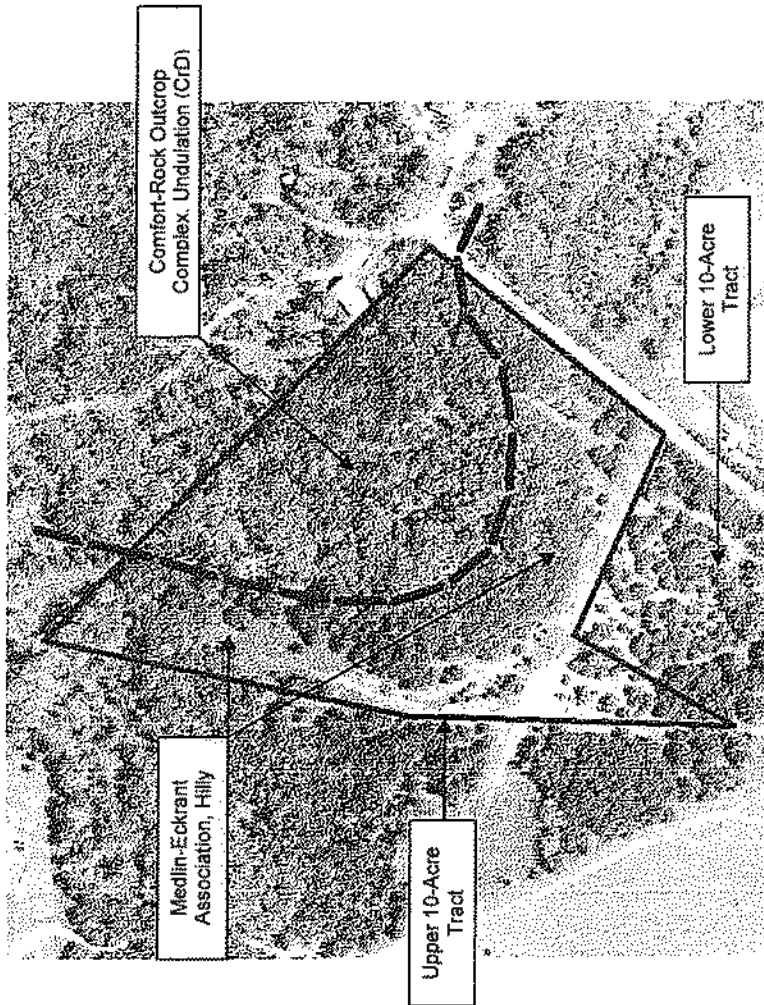 Comfort-Rock Outcrop
Complex, Undulation (CrD)
Lower 10-Acre
Tract
Medlin-Eckrant
Association, Hilly
Upper 10-Acre
Tract